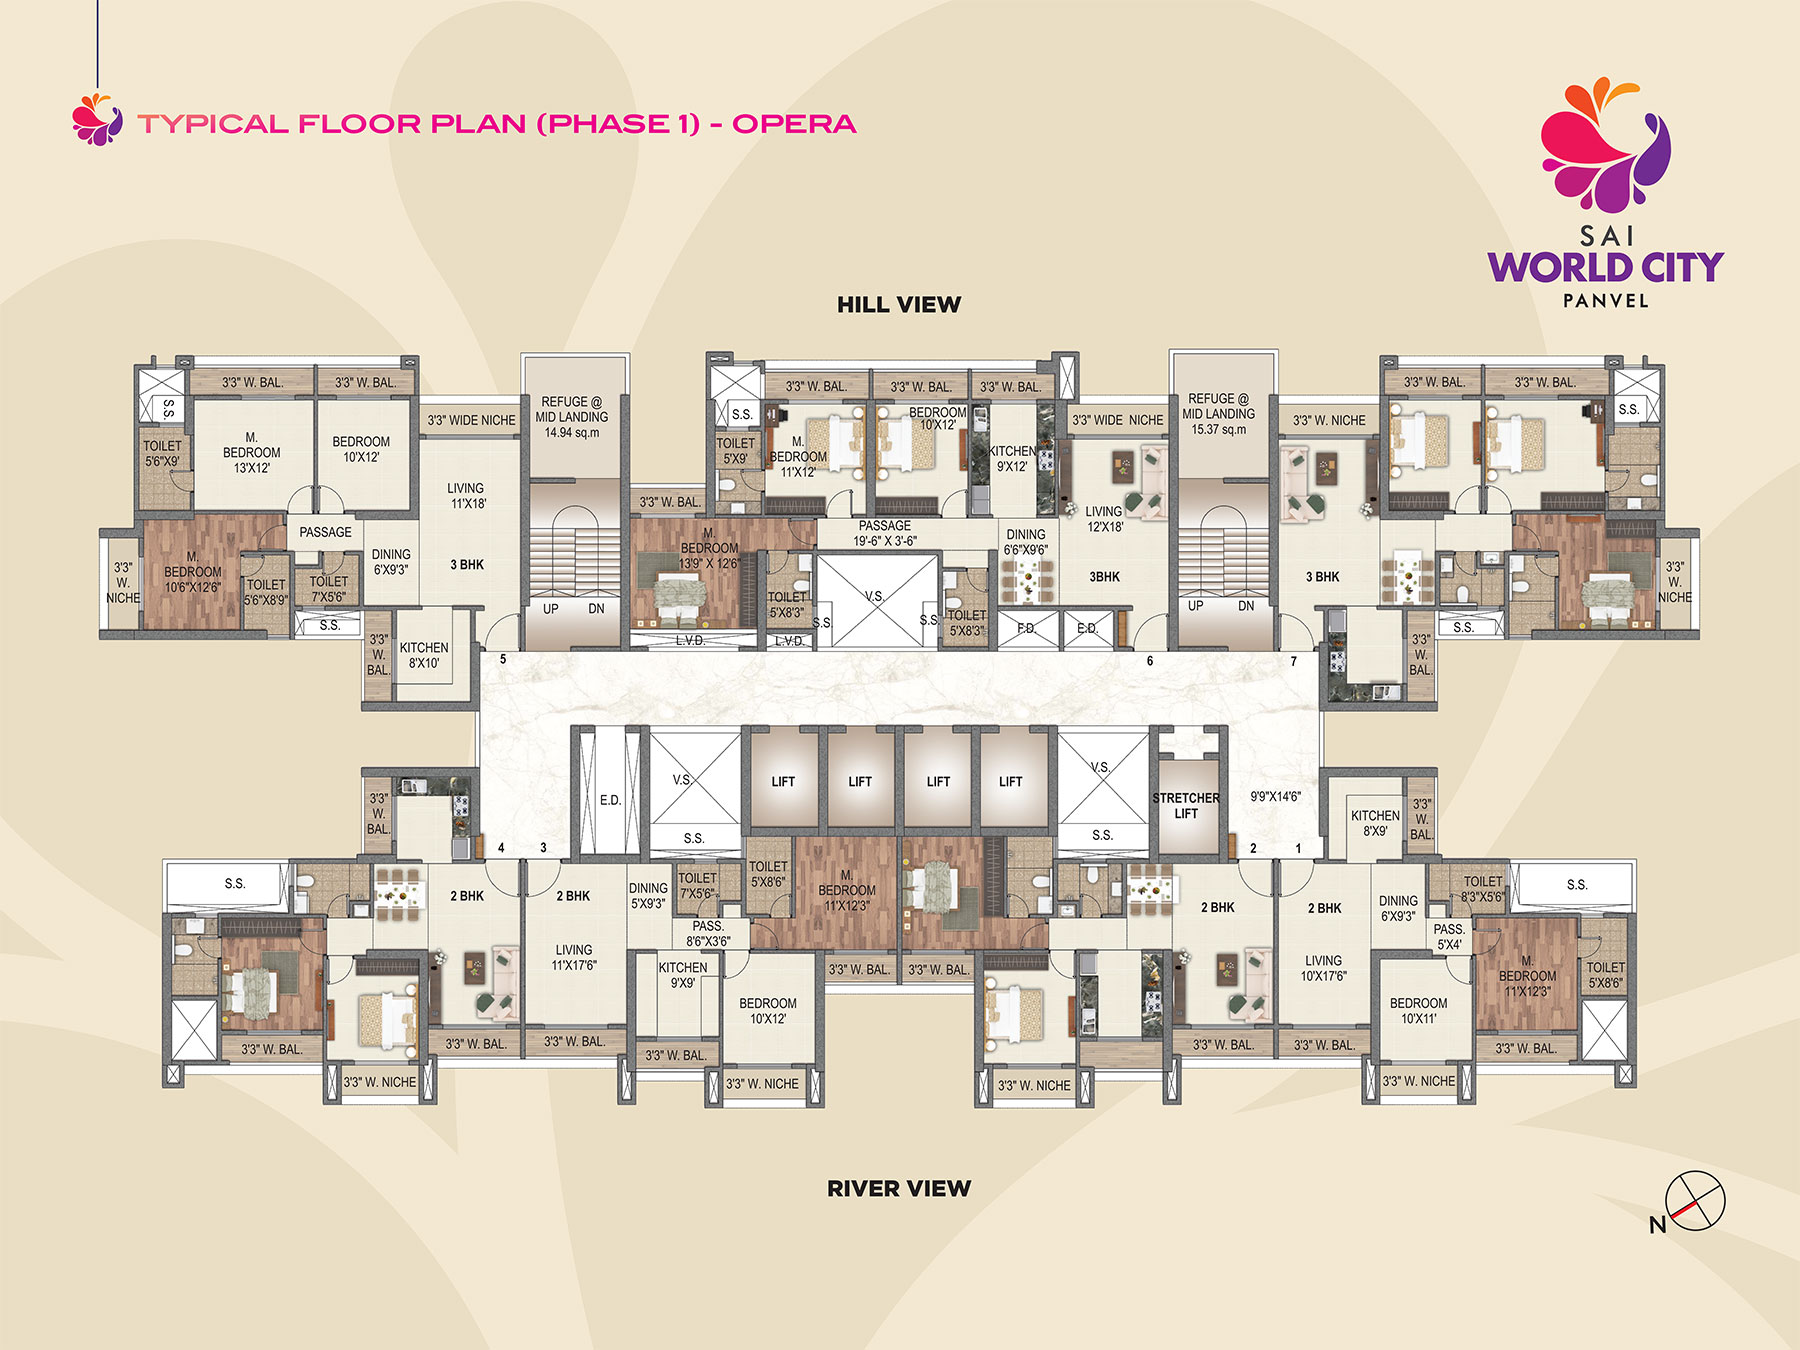 TYPICAL FLOOR PLAN (PHASE 1) - OPERA
SAI
WORLD CITY
PANVEL
HILL VIEW
3'3" W. BAL.
3'3" W. BAL.
S.S.
TOILET
5'6"X9'
M.
BEDROOM
13'X12'
BEDROOM
10'X12'
3'3" WIDE NICHE
LIVING
11'X18'
REFUGE @
MID LANDING
14.94 sq.m
3'3"
W.
NICHE
M.
BEDROOM
10'6"X12'6"
PASSAGE
TOILET
5'6"X8'9"
TOILET
7'X5'6"
DINING
6'X9'3"
3 BHK
S.S.
3'3"
W.
BAL.
KITCHEN
8'X10'
5
UP
DN
3'3" W. BAL.
3'3" W. BAL.
3'3" W. BAL.
S.S.
TOILET
5'X9'
M.
BEDROOM
11'X12'
BEDROOM
10'X12'
KITCHEN
9'X12'
3'3" WIDE NICHE
LIVING
12'X18'
3'3" W. BAL.
M.
BEDROOM
13'9" X 12'6"
PASSAGE
19'-6" X 3'-6"
DINING
6'6"X9'6"
3BHK
TOILET
5'X8'3"
S.S.
V.S.
S.S.
TOILET
5'X8'3"
F.D.
E.D.
L.V.D.
L.V.D.
6
REFUGE @
MID LANDING
15.37 sq.m
UP
DN
3'3" W. NICHE
3'3" W. BAL.
3'3" W. BAL.
S.S.
3 BHK
3'3"
W.
NICHE
S.S.
3'3"
W.
BAL.
7
3'3"
W.
BAL.
E.D.
V.S.
S.S.
LIFT
LIFT
LIFT
LIFT
V.S.
S.S.
STRETCHER
LIFT
9'9"X14'6"
KITCHEN
8'X9'
3'3"
W.
BAL.
4
3
2
1
S.S.
2 BHK
3'3" W. BAL.
3'3" W. NICHE
3'3" W. BAL.
2 BHK
DINING
5'X9'3"
LIVING
11'X17'6"
TOILET
7'X5'6"
TOILET
5'X8'6"
M.
BEDROOM
11'X12'3"
PASS.
8'6"X3'6"
KITCHEN
9'X9'
BEDROOM
10'X12'
3'3" W. BAL.
3'3" W. BAL.
3'3" W. NICHE
3'3" W. BAL.
3'3" W. BAL.
2 BHK
3'3" W. NICHE
3'3" W. BAL.
2 BHK
DINING
6'X9'3"
TOILET
8'3"X5'6"
S.S.
PASS.
5'X4'
LIVING
10'X17'6"
M.
BEDROOM
11'X12'3"
TOILET
5'X8'6"
BEDROOM
10'X11'
3'3" W. BAL.
3'3" W. NICHE
3'3" W. BAL.
RIVER VIEW
N